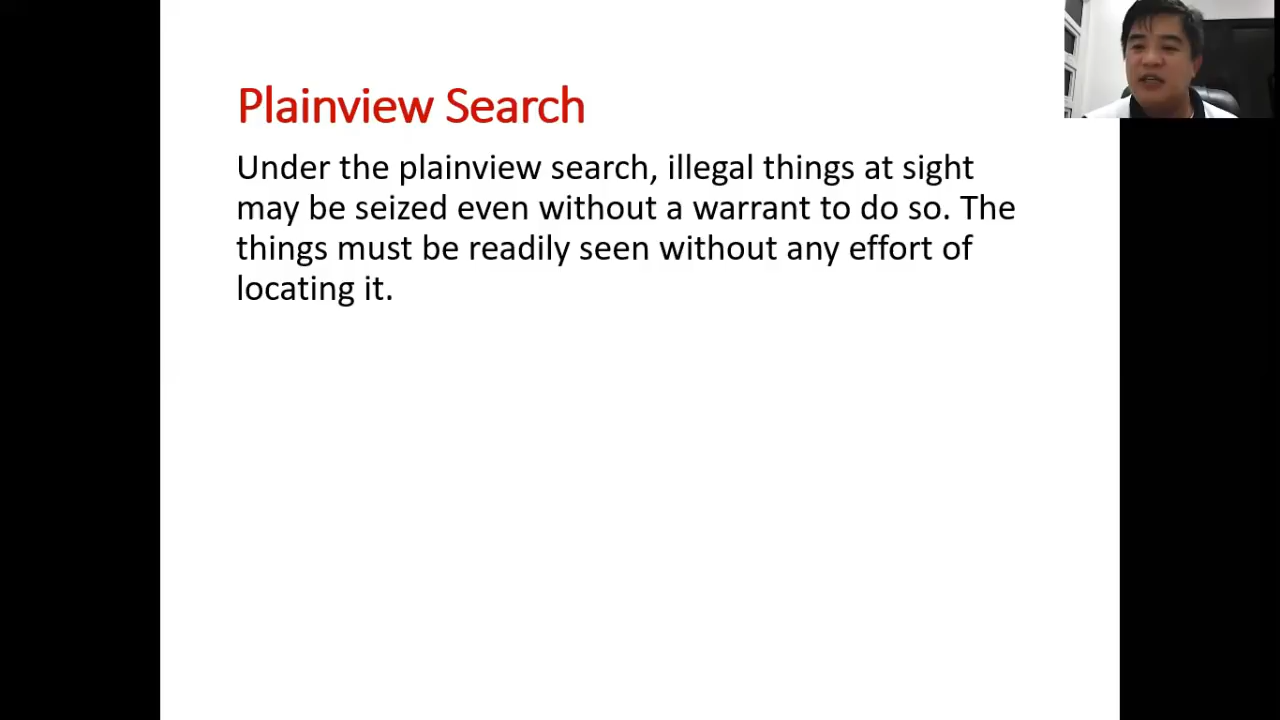 Plainview Search
Under the plainview search, illegal things at sight
may be seized even without a warrant to do so. The
things must be readily seen without any effort of
locating it.